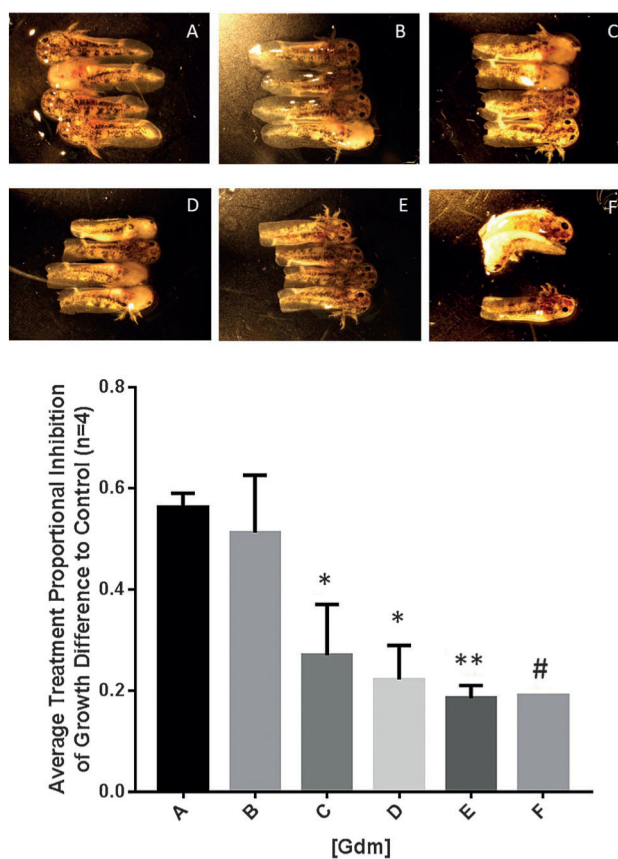 A
B
C
D
E
F
Average Treatment Proportional Inhibition
of Growth Difference to Control (n=4)
0.8
0.6
0.4
0.2
0.0
*
*
**
#
A
B
C
D
E
F
[Gdm]